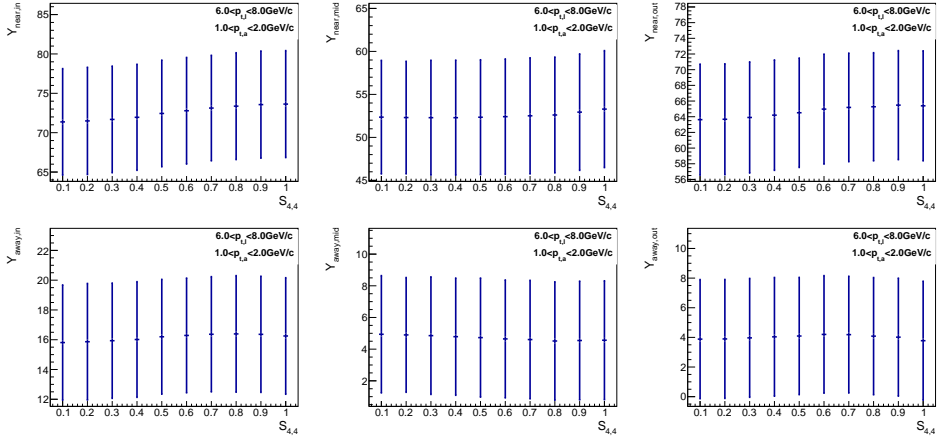 Y_near,in
6.0<p_t,l<8.0GeV/c
1.0<p_t,a<2.0GeV/c
85
80
75
70
65
0.1 0.2 0.3 0.4 0.5 0.6 0.7 0.8 0.9 1
S_4,4
Y_near,mid
6.0<p_t,l<8.0GeV/c
1.0<p_t,a<2.0GeV/c
65
60
55
50
45
0.1 0.2 0.3 0.4 0.5 0.6 0.7 0.8 0.9 1
S_4,4
Y_near,out
6.0<p_t,l<8.0GeV/c
1.0<p_t,a<2.0GeV/c
78
76
74
72
70
68
66
64
62
60
58
56
0.1 0.2 0.3 0.4 0.5 0.6 0.7 0.8 0.9 1
S_4,4
Y_away,in
6.0<p_t,l<8.0GeV/c
1.0<p_t,a<2.0GeV/c
22
20
18
16
14
12
0.1 0.2 0.3 0.4 0.5 0.6 0.7 0.8 0.9 1
S_4,4
Y_away,mid
6.0<p_t,l<8.0GeV/c
1.0<p_t,a<2.0GeV/c
10
8
6
4
2
0.1 0.2 0.3 0.4 0.5 0.6 0.7 0.8 0.9 1
S_4,4
Y_away,out
6.0<p_t,l<8.0GeV/c
1.0<p_t,a<2.0GeV/c
10
8
6
4
2
0
0.1 0.2 0.3 0.4 0.5 0.6 0.7 0.8 0.9 1
S_4,4